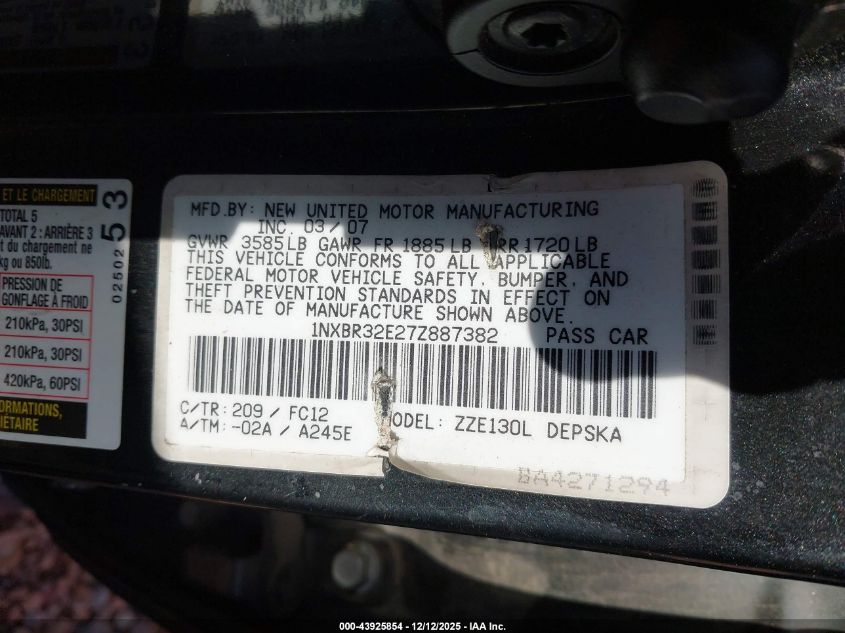 MFD.BY: NEW UNITED MOTOR MANUFACTURING
INC. 03/07
GVWR 3585LB GAWR FR 1885LB RR 1720LB
THIS VEHICLE CONFORMS TO ALL APPLICABLE
FEDERAL MOTOR VEHICLE SAFETY, BUMPER, AND
THEFT PREVENTION STANDARDS IN EFFECT ON
THE DATE OF MANUFACTURE SHOWN ABOVE.
1NXBR32E27Z887382 PASS CAR
C/TR: 209 / FC12
A/TM: -02A / A245E
MODEL: ZZE130L DEPSKA
BA4271294
ET LE CHARGEMENT
TOTAL 5
AVANT 2 : ARRIÈRE 3
du chargement ne
kg ou 850lb.
PRESSION DE
GONFLAGE À FROID
210kPa, 30PSI
210kPa, 30PSI
420kPa, 60PSI
02502 53
000-43925854 - 12/12/2025 - IAA Inc.